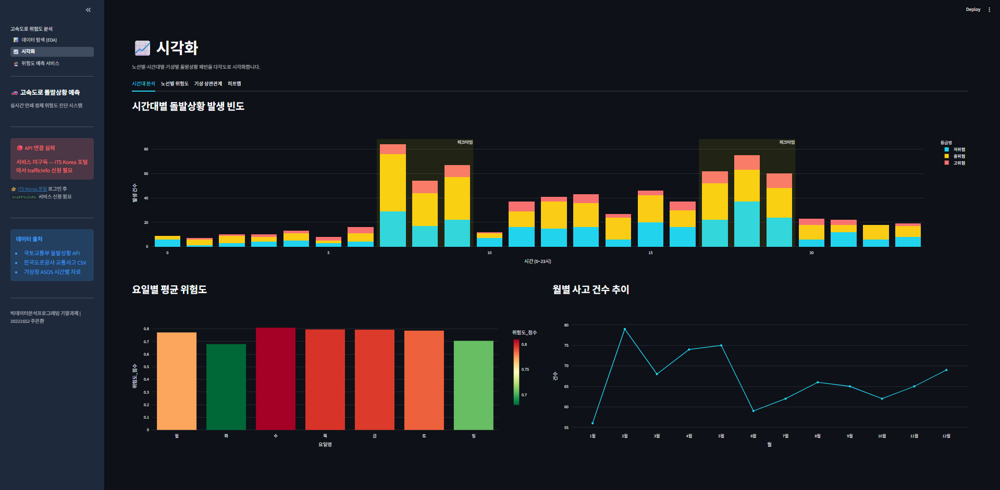 Deploy
고속도로 위험도 분석
데이터 탐색 (EDA)
시각화
위험도 예측 서비스
고속도로 돌발상황 예측
실시간 연쇄 정체 위험도 진단 시스템
API 연결 실패
서비스 미구독 — ITS Korea 포털
에서 trafficInfo 신청 필요
ITS Korea 포털 로그인 후
trafficInfo 서비스 신청 필요
데이터 출처
국토교통부 돌발상황 API
한국도로공사 교통사고 CSV
기상청 ASOS 시간별 자료
빅데이터분석프로그래밍 기말과제 |
20221652 주은환
시각화
노선별·시간대별·기상별 돌발상황 패턴을 다각도로 시각화합니다.
시간대 분석 노선별 위험도 기상 상관관계 히트맵
시간대별 돌발상황 발생 빈도
피크타임 피크타임
등급명
저위험
중위험
고위험
발생건수
80
60
40
20
0
0 5 10 15 20
시간 (0~23시)
요일별 평균 위험도
위험도_점수
0.8
0.7
0.6
0.5
0.4
0.3
0.2
0.1
0
월 화 수 목 금 토 일
요일명
위험도_점수
0.8
0.75
0.7
월별 사고 건수 추이
건수
80
75
70
65
60
55
1월 2월 3월 4월 5월 6월 7월 8월 9월 10월 11월 12월
월